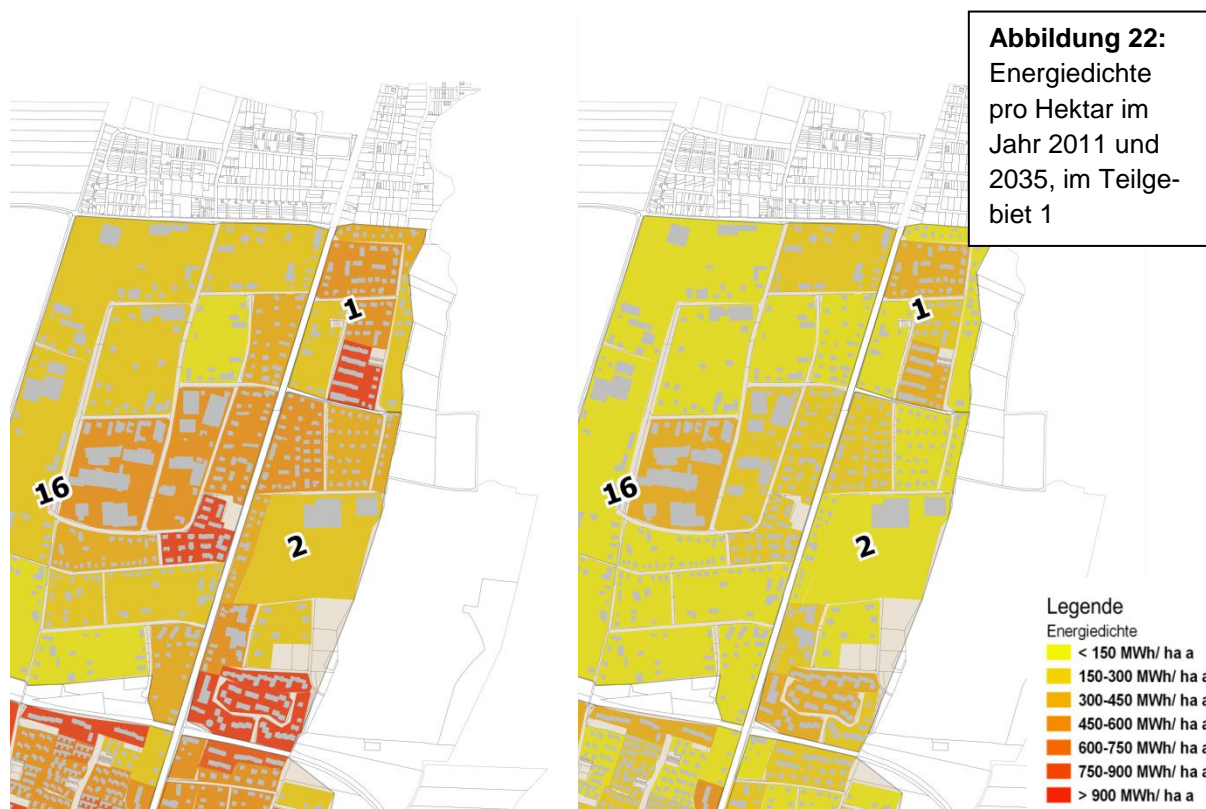 Abbildung 22:
Energiedichte
pro Hektar im
Jahr 2011 und
2035, im Teilge-
biet 1
1
16
2
1
16
2
Legende
Energiedichte
< 150 MWh/ ha a
150-300 MWh/ ha a
300-450 MWh/ ha a
450-600 MWh/ ha a
600-750 MWh/ ha a
750-900 MWh/ ha a
> 900 MWh/ ha a